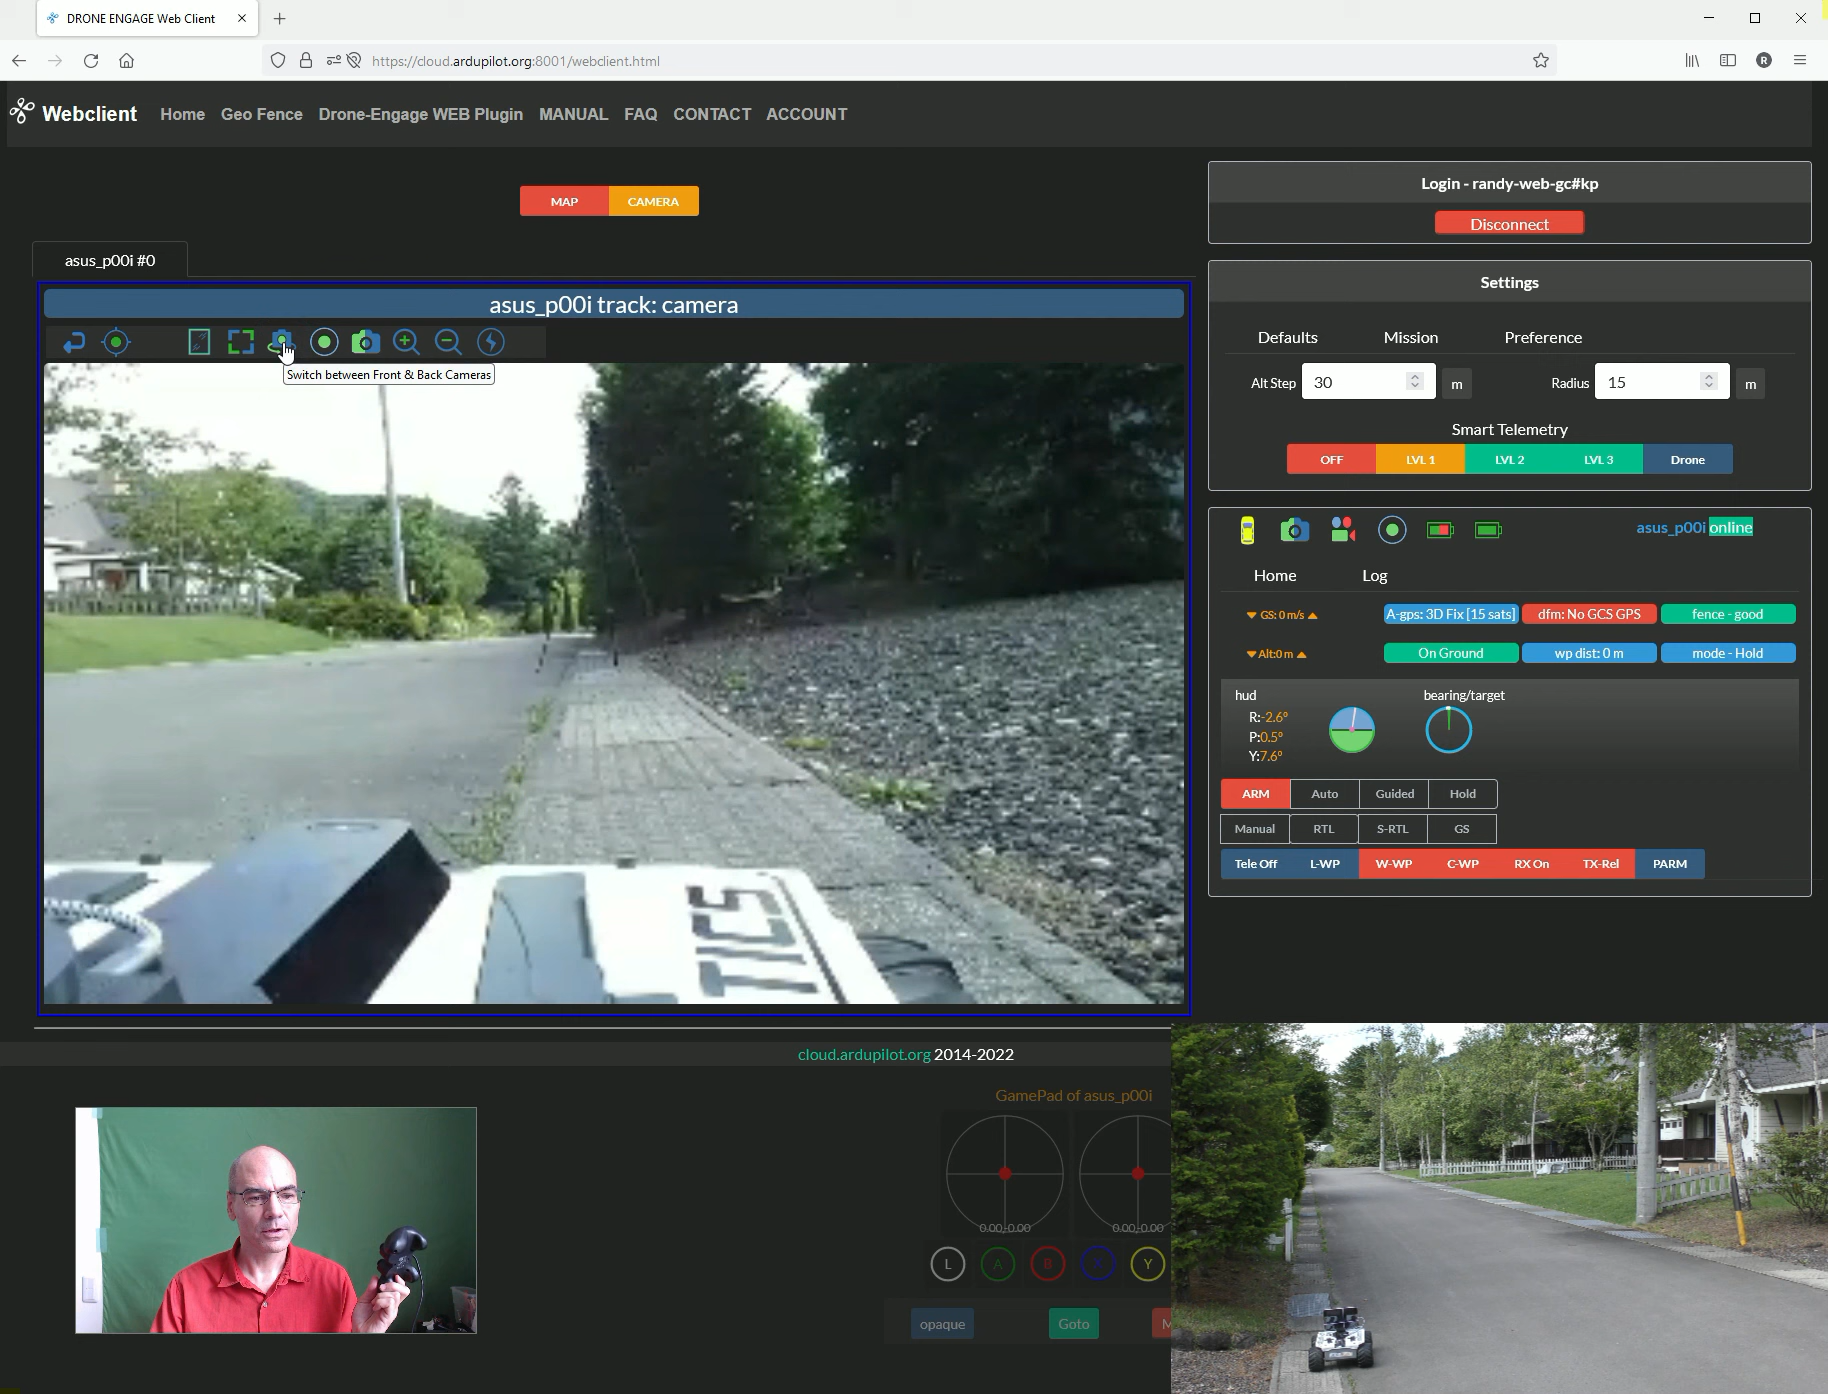 DRONE ENGAGE Web Client
https://cloud.ardupilot.org:8001/webclient.html
R
Webclient Home Geo Fence Drone-Engage WEB Plugin MANUAL FAQ CONTACT ACCOUNT
MAP CAMERA
asus_p00i #0
asus_p00i track: camera
Switch between Front & Back Cameras
Login - randy-web-gc#kp
Disconnect
Settings
Defaults Mission Preference
Alt Step 30 m Radius 15 m
Smart Telemetry
OFF LVL 1 LVL 2 LVL 3 Drone
asus_p00i online
Home Log
GS: 0 m/s A-gps: 3D Fix [15 sats] dfm: No GCS GPS fence - good
Alt:0 m On Ground wp dist: 0 m mode - Hold
hud bearing/target
R:-2.6º
P:0.5º
Y:7.6º
ARM Auto Guided Hold
Manual RTL S-RTL GS
Tele Off L-WP W-WP C-WP RX On TX-Rel PARM
cloud.ardupilot.org 2014-2022
GamePad of asus_p00i
0.00,-0.00 0.00,-0.00
L A B X Y
opaque Goto M